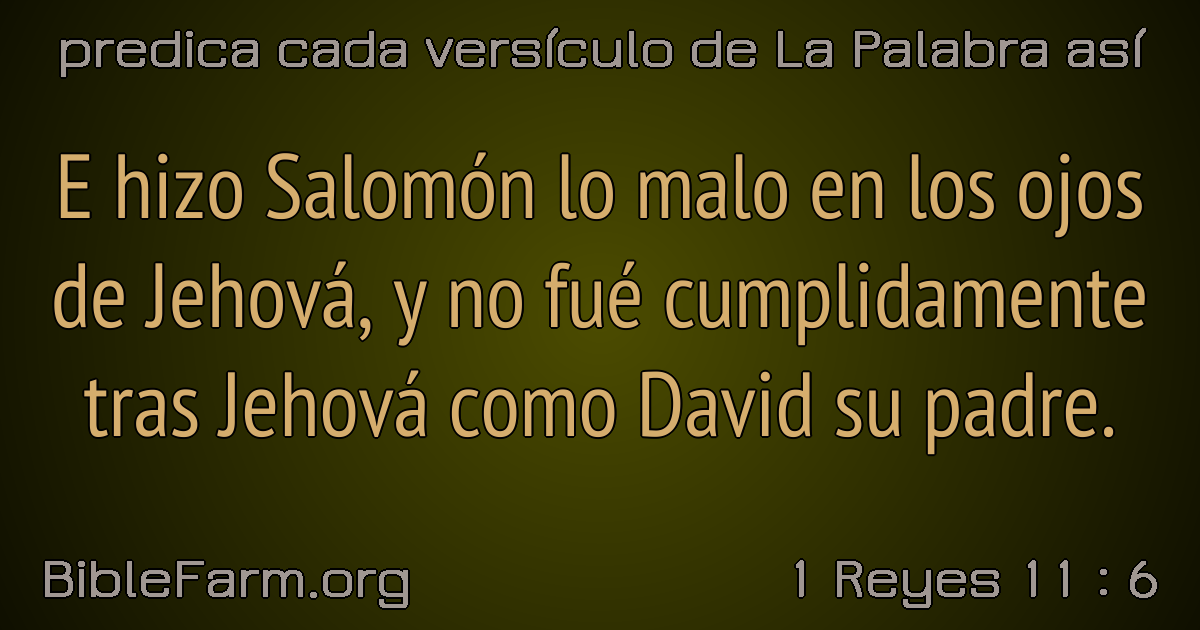 predica cada versículo de La Palabra así
E hizo Salomón lo malo en los ojos
de Jehová, y no fué cumplidamente
tras Jehová como David su padre.
BibleFarm.org 1 Reyes 11 : 6